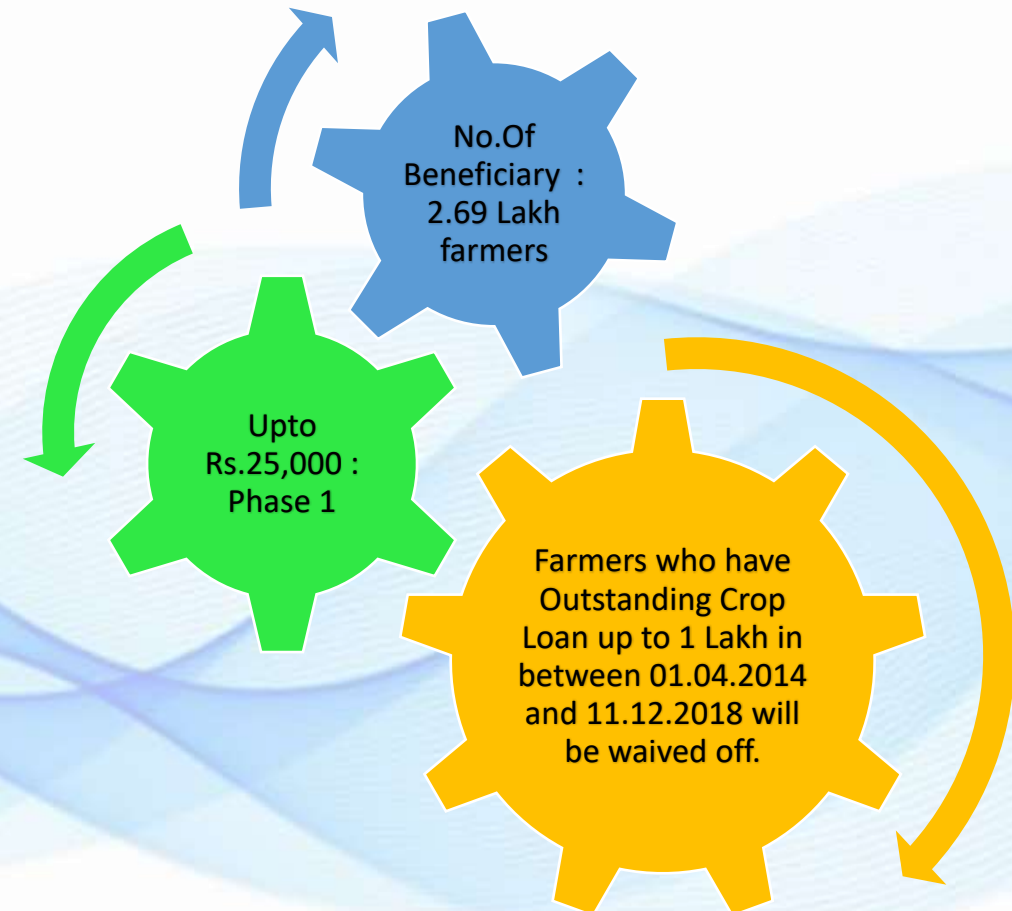 No.Of
Beneficiary :
2.69 Lakh
farmers
Upto
Rs.25,000 :
Phase 1
Farmers who have
Outstanding Crop
Loan up to 1 Lakh in
between 01.04.2014
and 11.12.2018 will
be waived off.